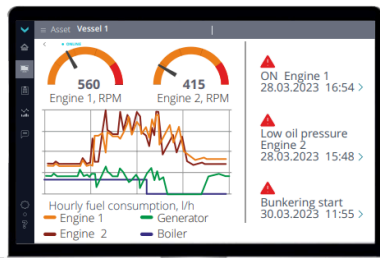 Asset Vessel 1
ONLINE
560
Engine 1, RPM
415
Engine 2, RPM
Hourly fuel consumption, l/h
Engine 1
Generator
Engine 2
Boiler
ON Engine 1
28.03.2023 16:54
Low oil pressure
Engine 2
28.03.2023 15:48
Bunkering start
30.03.2023 11:55